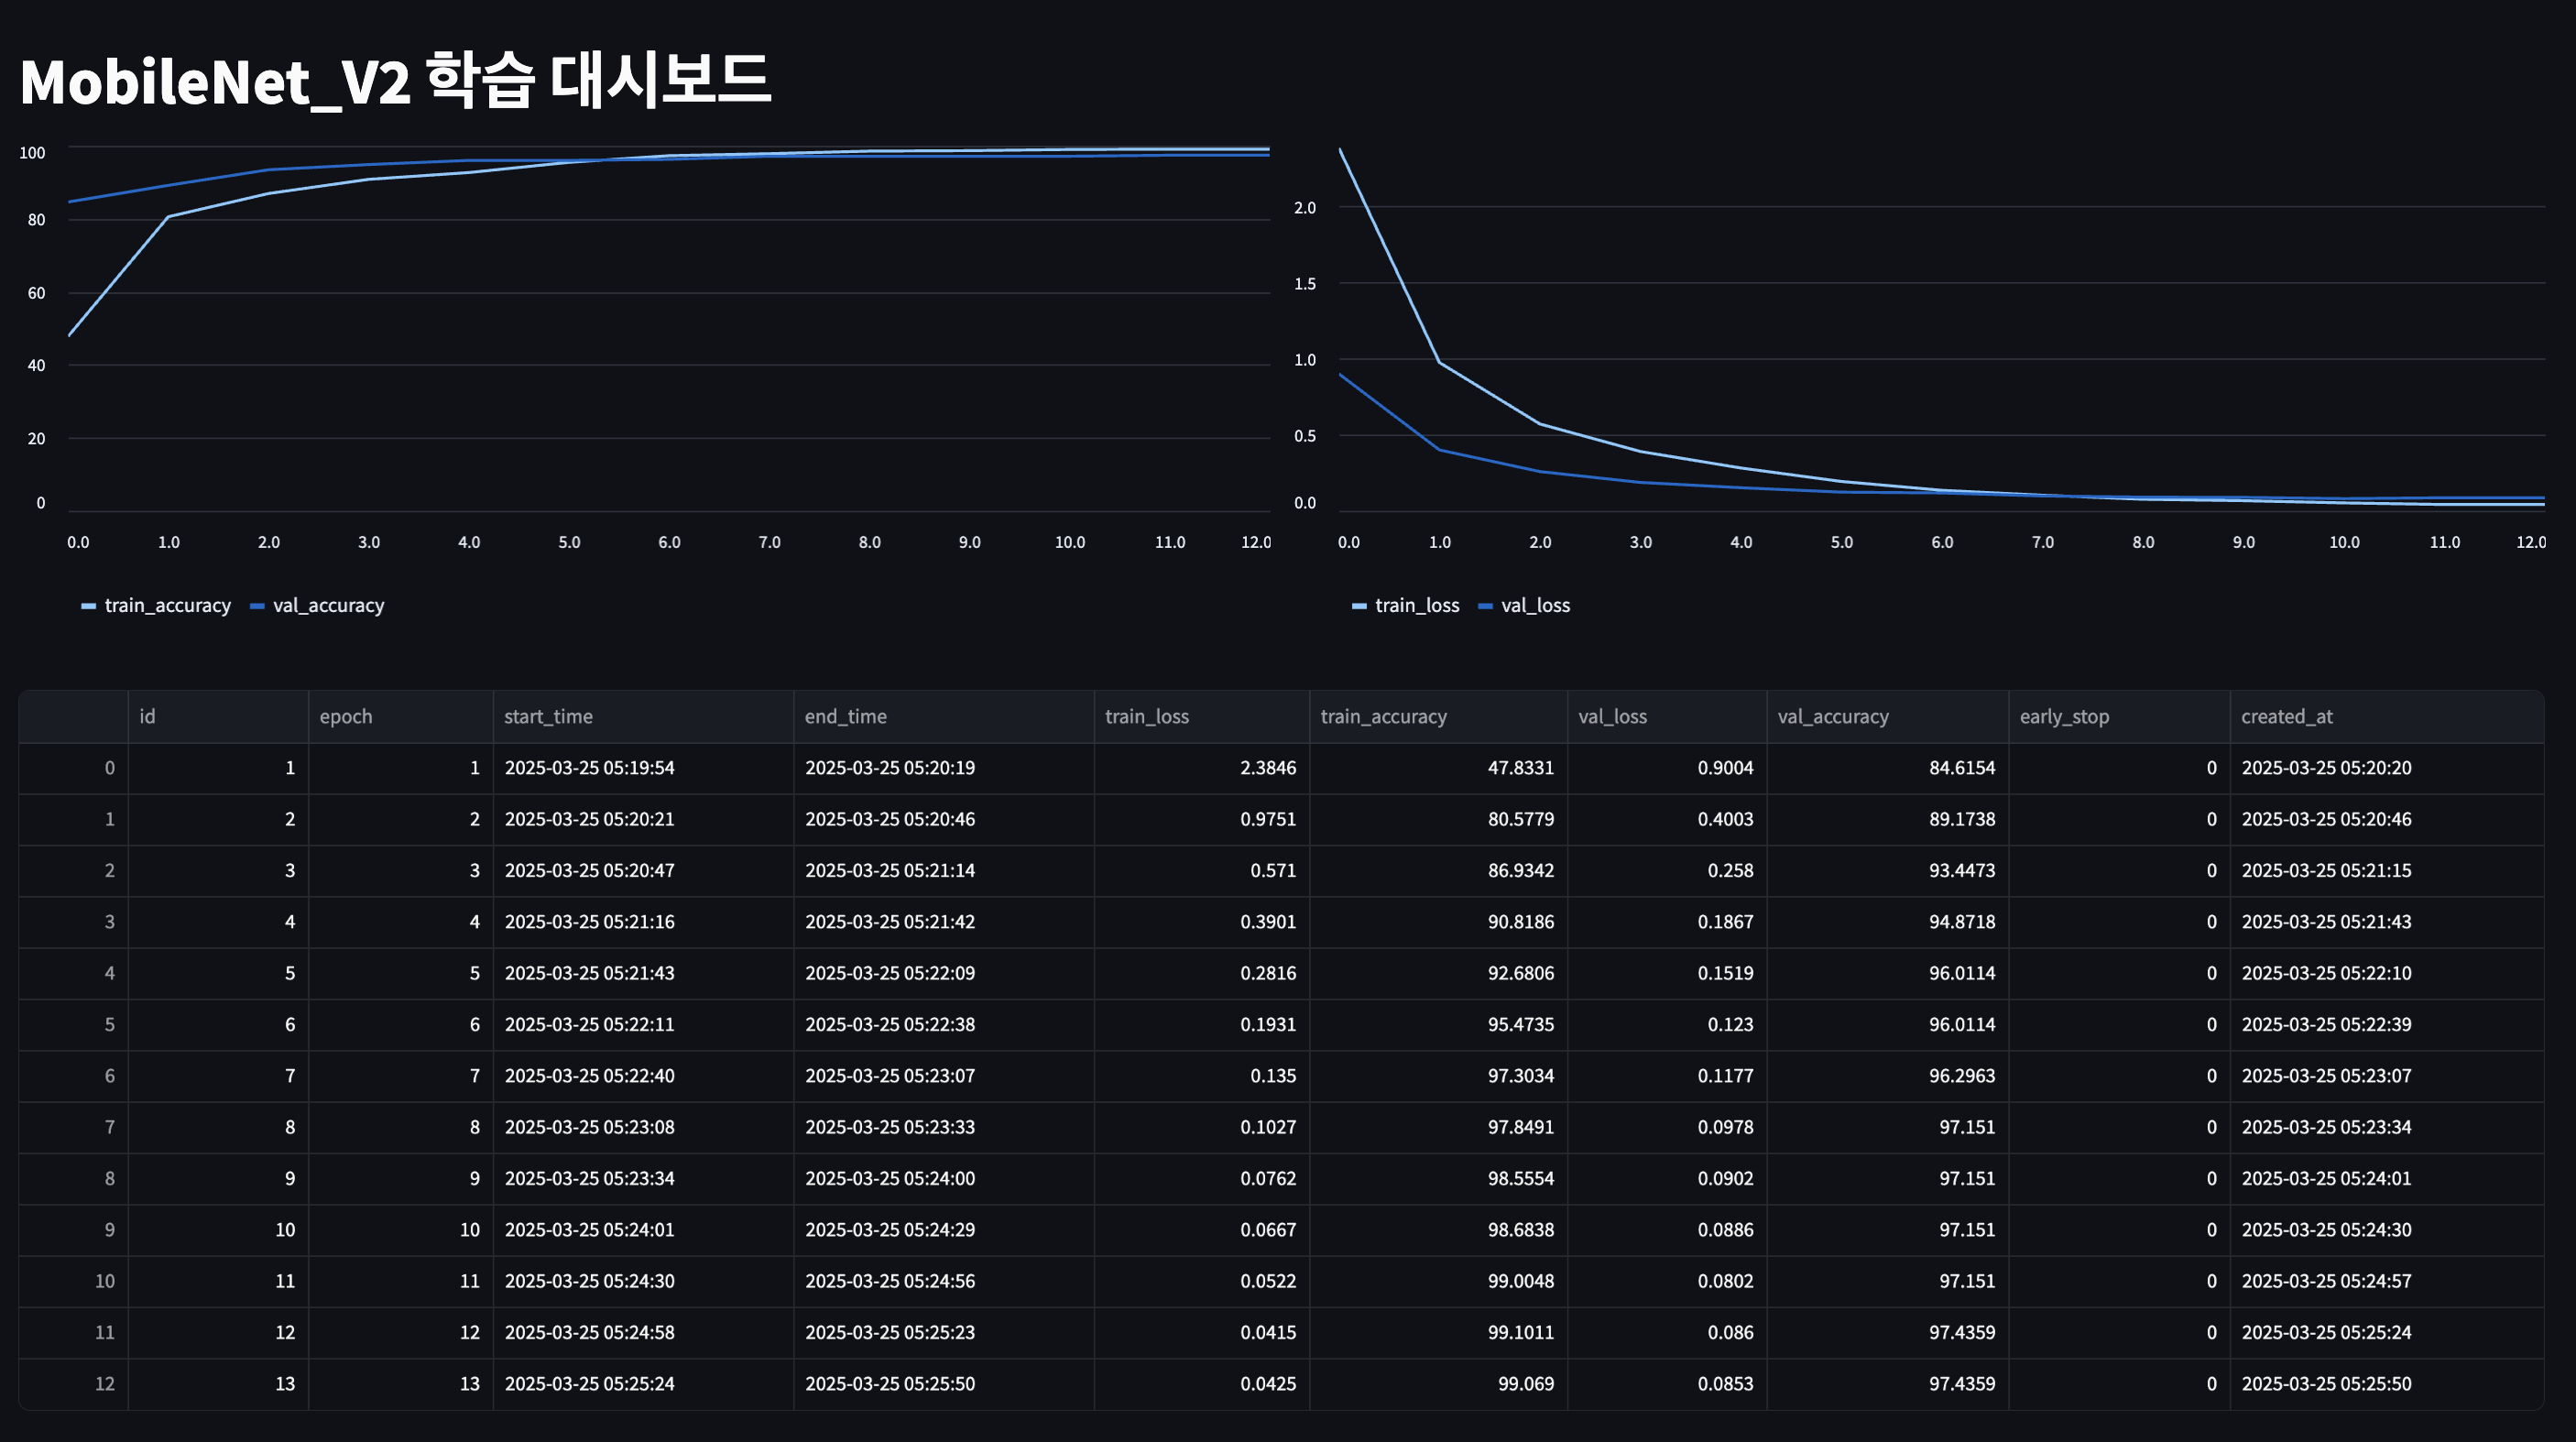 MobileNet_V2 학습 대시보드
100
80
60
40
20
0
0.0 1.0 2.0 3.0 4.0 5.0 6.0 7.0 8.0 9.0 10.0 11.0 12.0
train_accuracy val_accuracy
2.0
1.5
1.0
0.5
0.0
0.0 1.0 2.0 3.0 4.0 5.0 6.0 7.0 8.0 9.0 10.0 11.0 12.0
train_loss val_loss
id epoch start_time end_time train_loss train_accuracy val_loss val_accuracy early_stop created_at
0 1 1 2025-03-25 05:19:54 2025-03-25 05:20:19 2.3846 47.8331 0.9004 84.6154 0 2025-03-25 05:20:20
1 2 2 2025-03-25 05:20:21 2025-03-25 05:20:46 0.9751 80.5779 0.4003 89.1738 0 2025-03-25 05:20:46
2 3 3 2025-03-25 05:20:47 2025-03-25 05:21:14 0.571 86.9342 0.258 93.4473 0 2025-03-25 05:21:15
3 4 4 2025-03-25 05:21:16 2025-03-25 05:21:42 0.3901 90.8186 0.1867 94.8718 0 2025-03-25 05:21:43
4 5 5 2025-03-25 05:21:43 2025-03-25 05:22:09 0.2816 92.6806 0.1519 96.0114 0 2025-03-25 05:22:10
5 6 6 2025-03-25 05:22:11 2025-03-25 05:22:38 0.1931 95.4735 0.123 96.0114 0 2025-03-25 05:22:39
6 7 7 2025-03-25 05:22:40 2025-03-25 05:23:07 0.135 97.3034 0.1177 96.2963 0 2025-03-25 05:23:07
7 8 8 2025-03-25 05:23:08 2025-03-25 05:23:33 0.1027 97.8491 0.0978 97.151 0 2025-03-25 05:23:34
8 9 9 2025-03-25 05:23:34 2025-03-25 05:24:00 0.0762 98.5554 0.0902 97.151 0 2025-03-25 05:24:01
9 10 10 2025-03-25 05:24:01 2025-03-25 05:24:29 0.0667 98.6838 0.0886 97.151 0 2025-03-25 05:24:30
10 11 11 2025-03-25 05:24:30 2025-03-25 05:24:56 0.0522 99.0048 0.0802 97.151 0 2025-03-25 05:24:57
11 12 12 2025-03-25 05:24:58 2025-03-25 05:25:23 0.0415 99.1011 0.086 97.4359 0 2025-03-25 05:25:24
12 13 13 2025-03-25 05:25:24 2025-03-25 05:25:50 0.0425 99.069 0.0853 97.4359 0 2025-03-25 05:25:50